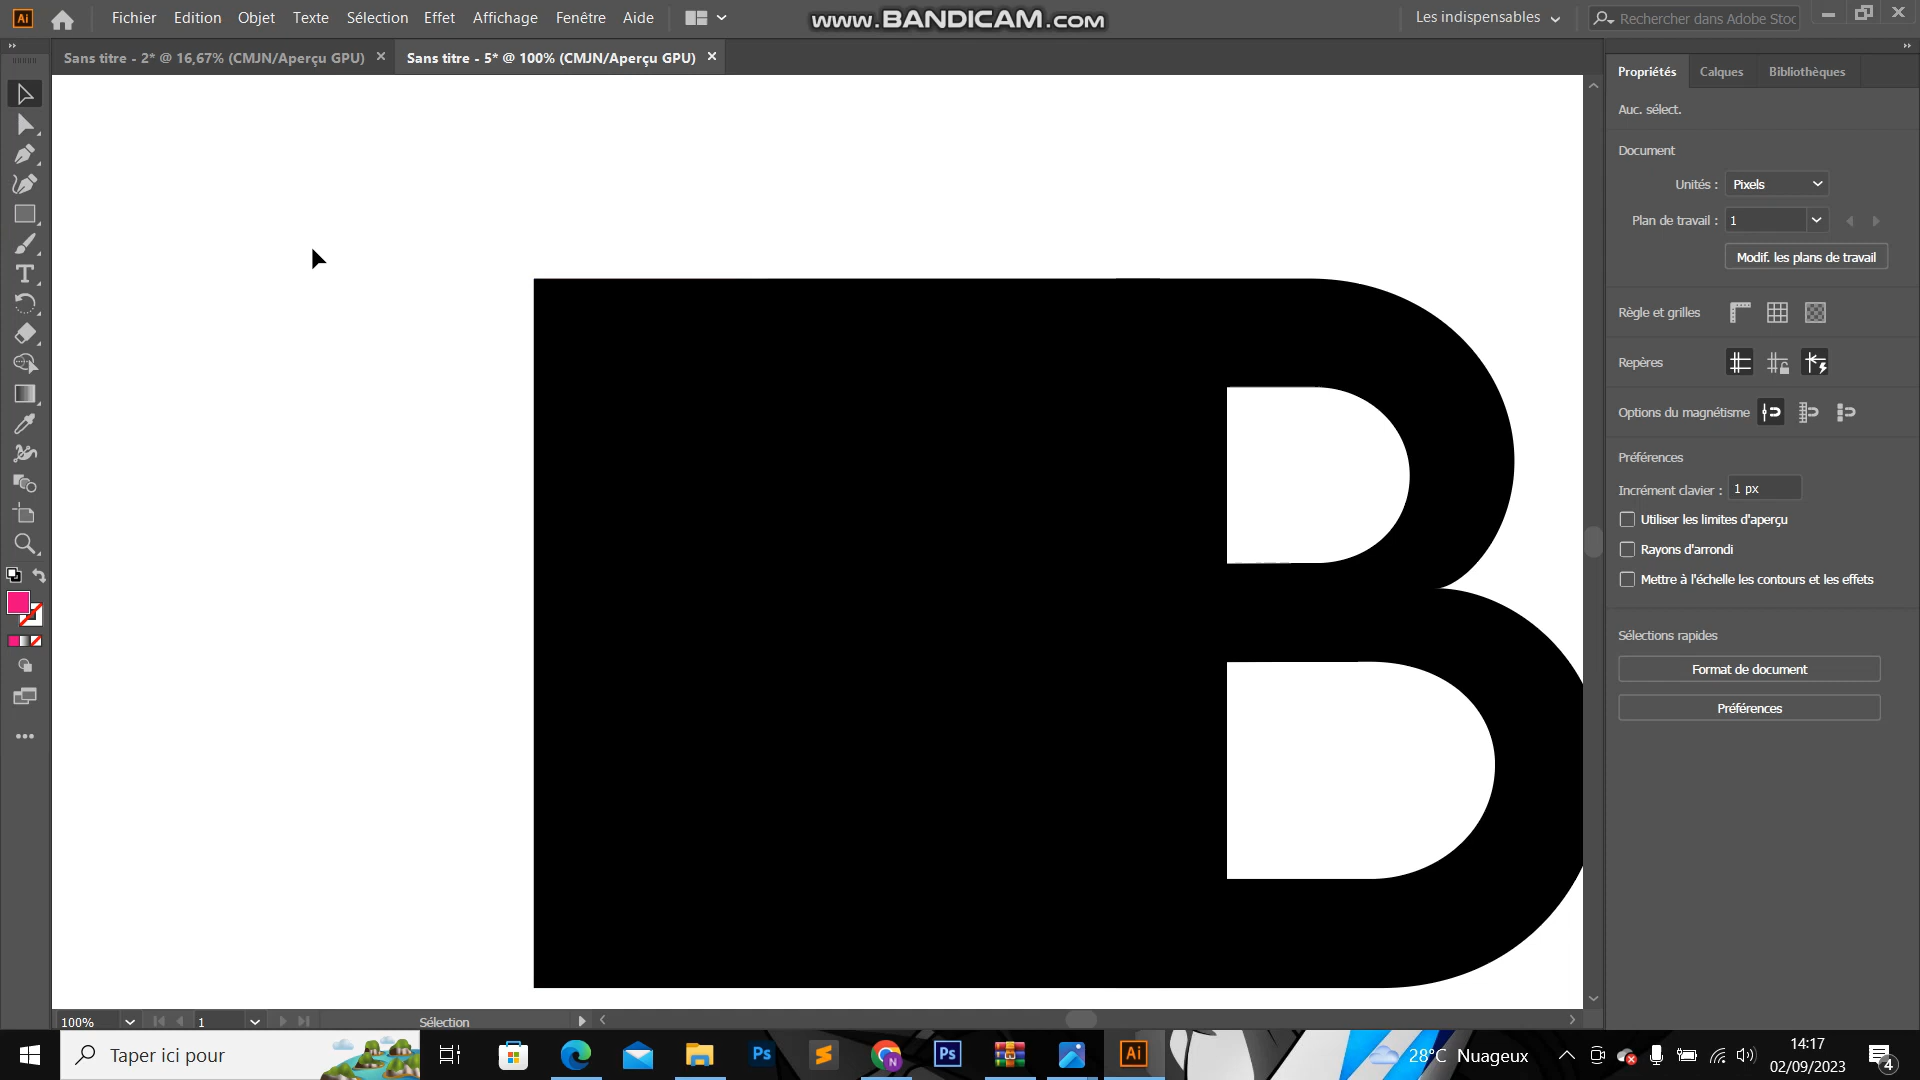 Ai Fichier Edition Objet Texte Sélection Effet Affichage Fenêtre Aide www.BANDICAM.com Les indispensables Rechercher dans Adobe Stoc
Sans titre - 2* @ 16,67% (CMJN/Aperçu GPU) × Sans titre - 5* @ 100% (CMJN/Aperçu GPU) ×
Propriétés Calques Bibliothèques
Auc. sélect.
Document
Unités : Pixels
Plan de travail : 1
Modif. les plans de travail
Règle et grilles
Repères
Options du magnétisme
Préférences
Incrément clavier : 1 px
Utiliser les limites d'aperçu
Rayons d'arrondi
Mettre à l'échelle les contours et les effets
Sélections rapides
Format de document
Préférences
B
100% 1 Sélection
Taper ici pour Ps N Ps Ai 28°C Nuageux 14:17
02/09/2023 4